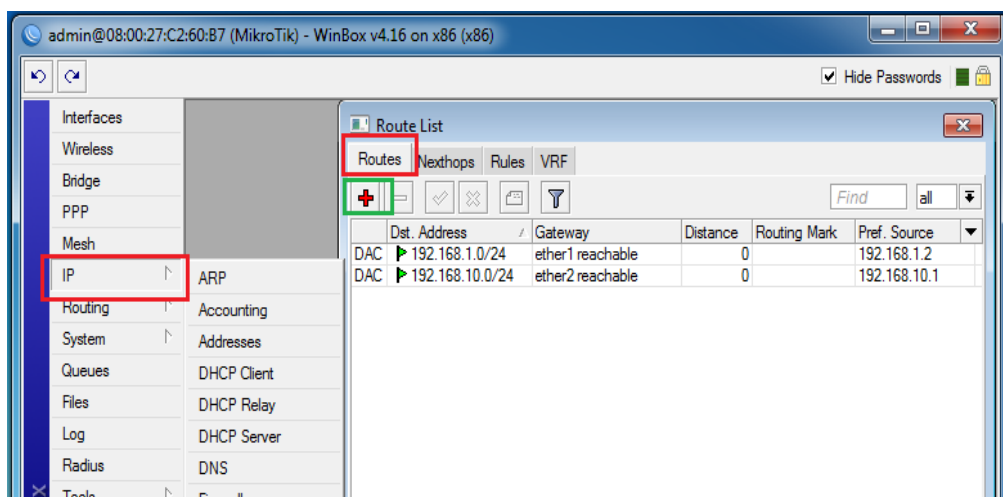 admin@08:00:27:C2:60:B7 (MikroTik) - WinBox v4.16 on x86 (x86)
Hide Passwords
Interfaces
Wireless
Bridge
PPP
Mesh
IP
Routing
System
Queues
Files
Log
Radius
Tools
ARP
Accounting
Addresses
DHCP Client
DHCP Relay
DHCP Server
DNS
Route List
Routes Nexthops Rules VRF
Find all
Dst. Address Gateway Distance Routing Mark Pref. Source
DAC 192.168.1.0/24 ether1 reachable 0 192.168.1.2
DAC 192.168.10.0/24 ether2 reachable 0 192.168.10.1